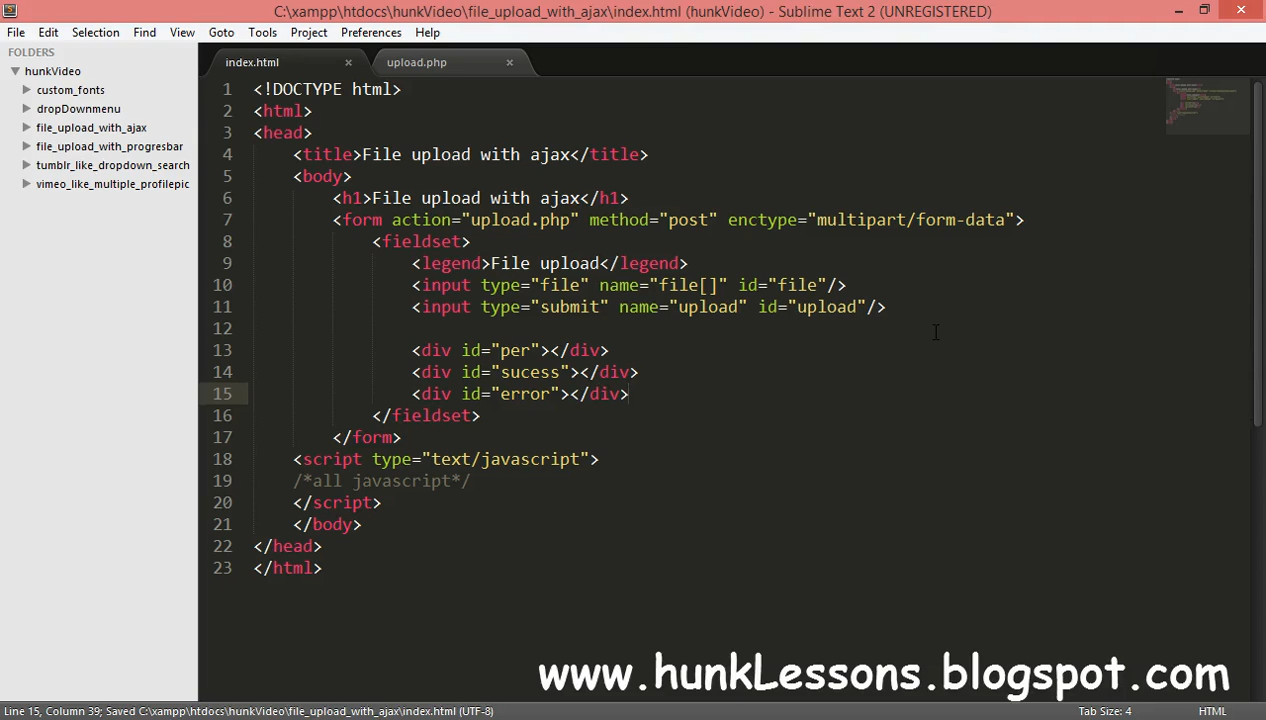 C:\xampp\htdocs\hunkVideo\file_upload_with_ajax\index.html (hunkVideo) - Sublime Text 2 (UNREGISTERED)
File Edit Selection Find View Goto Tools Project Preferences Help
FOLDERS
hunkVideo
custom_fonts
dropDownmenu
file_upload_with_ajax
file_upload_with_progresbar
tumblr_like_dropdown_search
vimeo_like_multiple_profilepic
index.html × upload.php ×
1 <!DOCTYPE html>
2 <html>
3 <head>
4 <title>File upload with ajax</title>
5 <body>
6 <h1>File upload with ajax</h1>
7 <form action="upload.php" method="post" enctype="multipart/form-data">
8 <fieldset>
9 <legend>File upload</legend>
10 <input type="file" name="file[]" id="file"/>
11 <input type="submit" name="upload" id="upload"/>
12
13 <div id="per"></div>
14 <div id="sucess"></div>
15 <div id="error"></div>
16 </fieldset>
17 </form>
18 <script type="text/javascript">
19 /*all javascript*/
20 </script>
21 </body>
22 </head>
23 </html>
www.hunkLessons.blogspot.com
Line 15, Column 39; Saved C:\xampp\htdocs\hunkVideo\file_upload_with_ajax\index.html (UTF-8) Tab Size: 4 HTML